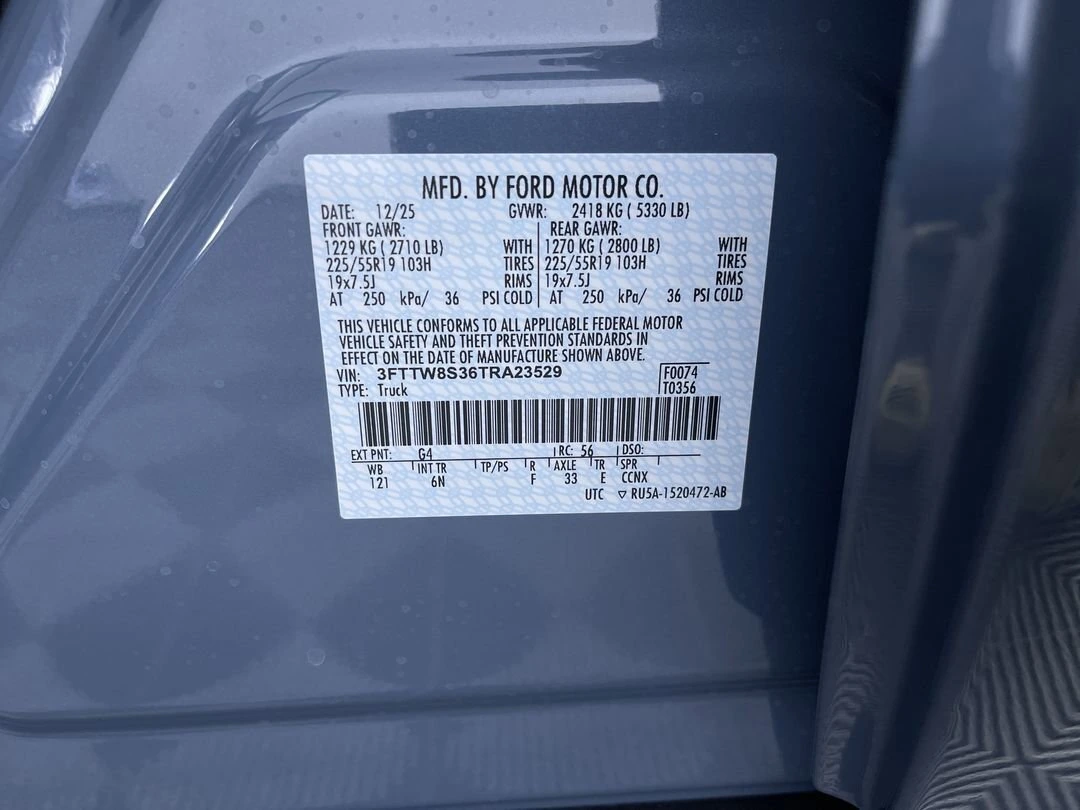 MFD. BY FORD MOTOR CO.
DATE: 12/25 GVWR: 2418 KG ( 5330 LB)
FRONT GAWR: REAR GAWR:
1229 KG ( 2710 LB) WITH 1270 KG ( 2800 LB) WITH
225/55R19 103H TIRES 225/55R19 103H TIRES
19x7.5J RIMS 19x7.5J RIMS
AT 250 kPa/ 36 PSI COLD AT 250 kPa/ 36 PSI COLD
THIS VEHICLE CONFORMS TO ALL APPLICABLE FEDERAL MOTOR
VEHICLE SAFETY AND THEFT PREVENTION STANDARDS IN
EFFECT ON THE DATE OF MANUFACTURE SHOWN ABOVE.
VIN: 3FTTW8S36TRA23529 F0074
TYPE: Truck T0356
EXT PNT: G4 RC: 56 DSO:
WB INT TR TP/PS R AXLE TR SPR
121 6N F 33 E CCNX
UTC ▽ RU5A-1520472-AB